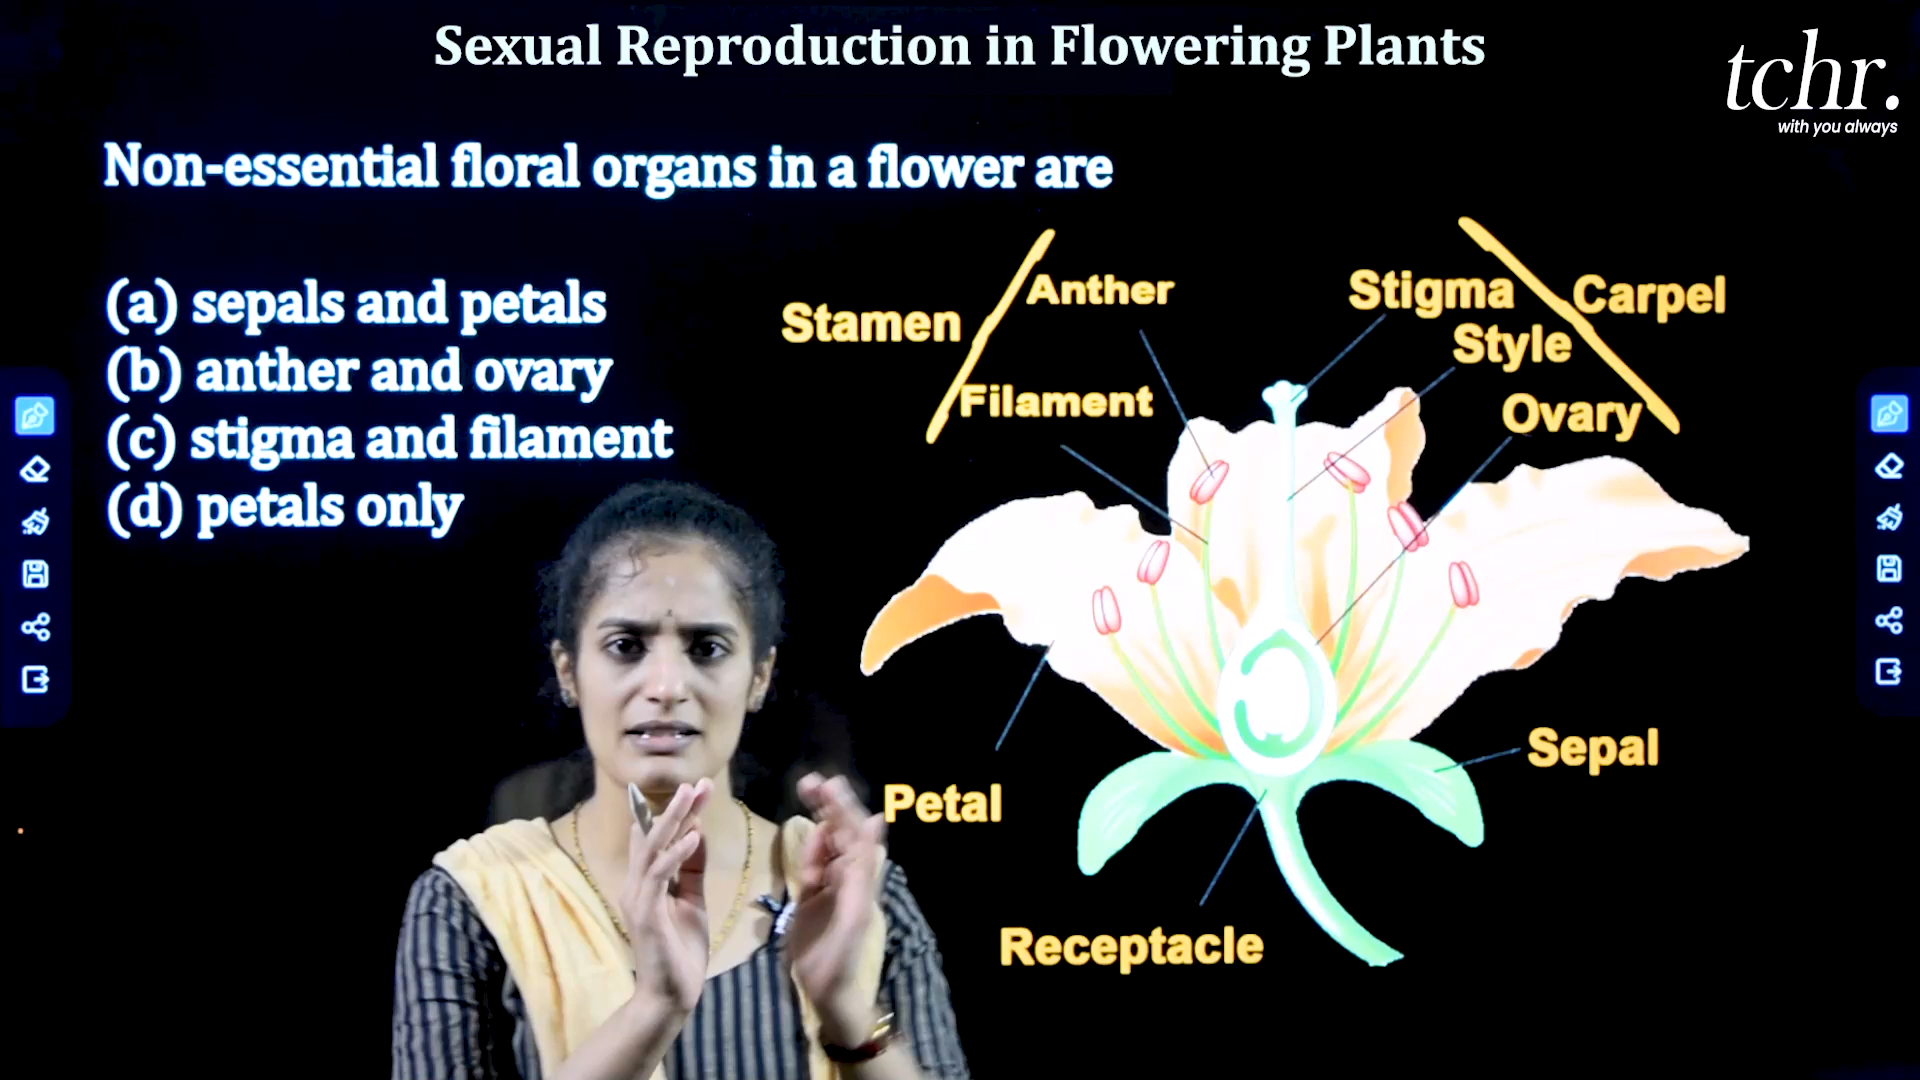 Sexual Reproduction in Flowering Plants
tchr.
with you always
Non-essential floral organs in a flower are
(a) sepals and petals
(b) anther and ovary
(c) stigma and filament
(d) petals only
Stamen
Anther
Filament
Stigma
Style
Ovary
Carpel
Petal
Sepal
Receptacle